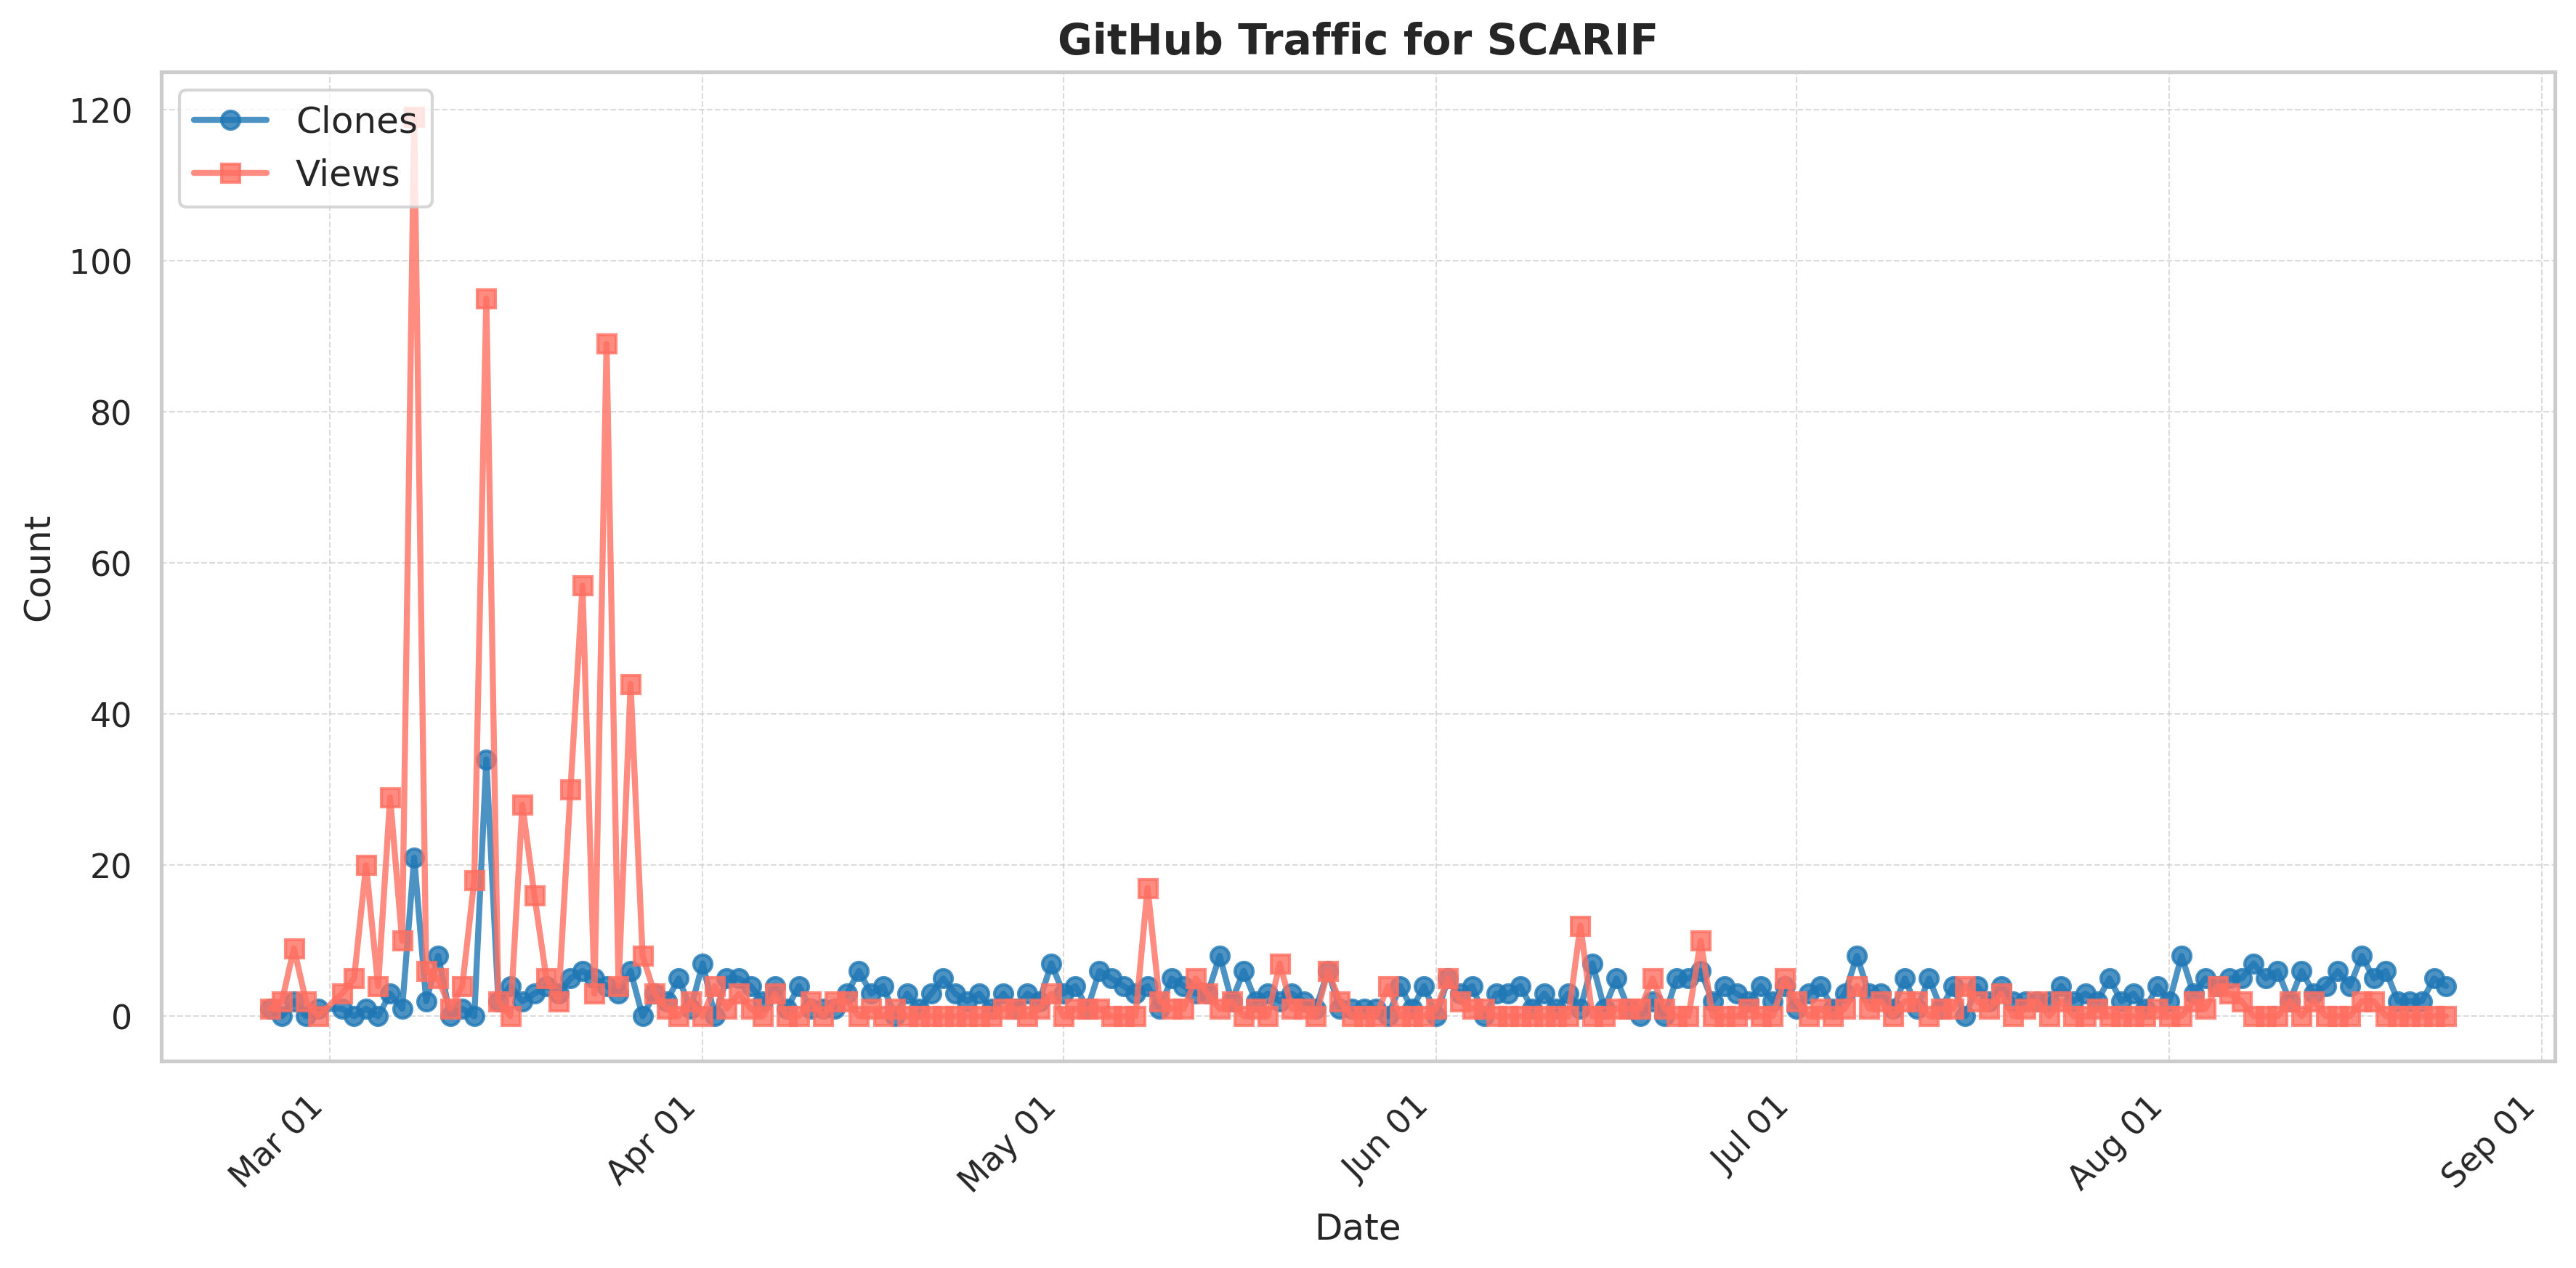 GitHub Traffic for SCARIF
Clones
Views
120
100
80
60
40
20
0
Count
Mar 01
Apr 01
May 01
Jun 01
Jul 01
Aug 01
Sep 01
Date